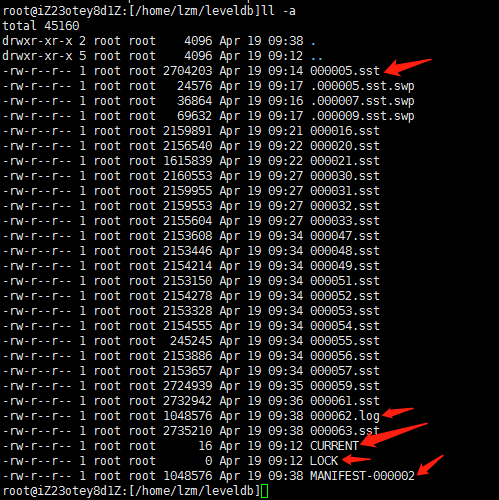 root@iZ23otey8d1Z:[/home/lzm/leveldb]ll -a
total 45160
drwxr-xr-x 2 root root    4096 Apr 19 09:38 .
drwxr-xr-x 5 root root    4096 Apr 19 09:12 ..
-rw-r--r-- 1 root root 2704203 Apr 19 09:14 000005.sst
-rw-r--r-- 1 root root   24576 Apr 19 09:17 .000005.sst.swp
-rw-r--r-- 1 root root   36864 Apr 19 09:16 .000007.sst.swp
-rw-r--r-- 1 root root   69632 Apr 19 09:17 .000009.sst.swp
-rw-r--r-- 1 root root 2159891 Apr 19 09:21 000016.sst
-rw-r--r-- 1 root root 2156540 Apr 19 09:22 000020.sst
-rw-r--r-- 1 root root 1615839 Apr 19 09:22 000021.sst
-rw-r--r-- 1 root root 2160553 Apr 19 09:27 000030.sst
-rw-r--r-- 1 root root 2159955 Apr 19 09:27 000031.sst
-rw-r--r-- 1 root root 2159553 Apr 19 09:27 000032.sst
-rw-r--r-- 1 root root 2155604 Apr 19 09:27 000033.sst
-rw-r--r-- 1 root root 2153608 Apr 19 09:34 000047.sst
-rw-r--r-- 1 root root 2153446 Apr 19 09:34 000048.sst
-rw-r--r-- 1 root root 2154214 Apr 19 09:34 000049.sst
-rw-r--r-- 1 root root 2153150 Apr 19 09:34 000051.sst
-rw-r--r-- 1 root root 2154278 Apr 19 09:34 000052.sst
-rw-r--r-- 1 root root 2153328 Apr 19 09:34 000053.sst
-rw-r--r-- 1 root root 2154555 Apr 19 09:34 000054.sst
-rw-r--r-- 1 root root  245245 Apr 19 09:34 000055.sst
-rw-r--r-- 1 root root 2153886 Apr 19 09:34 000056.sst
-rw-r--r-- 1 root root 2153657 Apr 19 09:34 000057.sst
-rw-r--r-- 1 root root 2724939 Apr 19 09:35 000059.sst
-rw-r--r-- 1 root root 2732942 Apr 19 09:36 000061.sst
-rw-r--r-- 1 root root 1048576 Apr 19 09:38 000062.log
-rw-r--r-- 1 root root 2735210 Apr 19 09:38 000063.sst
-rw-r--r-- 1 root root      16 Apr 19 09:12 CURRENT
-rw-r--r-- 1 root root       0 Apr 19 09:12 LOCK
-rw-r--r-- 1 root root 1048576 Apr 19 09:38 MANIFEST-000002
root@iZ23otey8d1Z:[/home/lzm/leveldb]